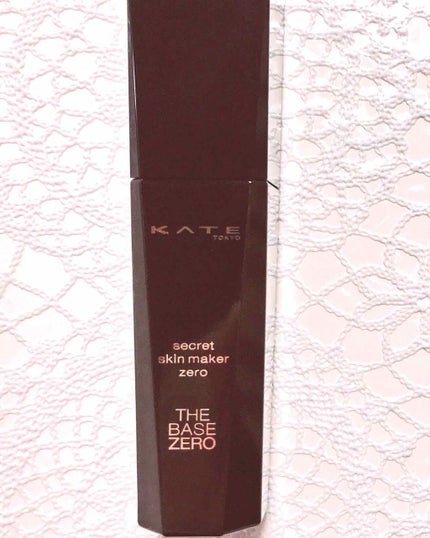 KATE
TOKYO
secret
skin maker
zero
THE
BASE
ZERO